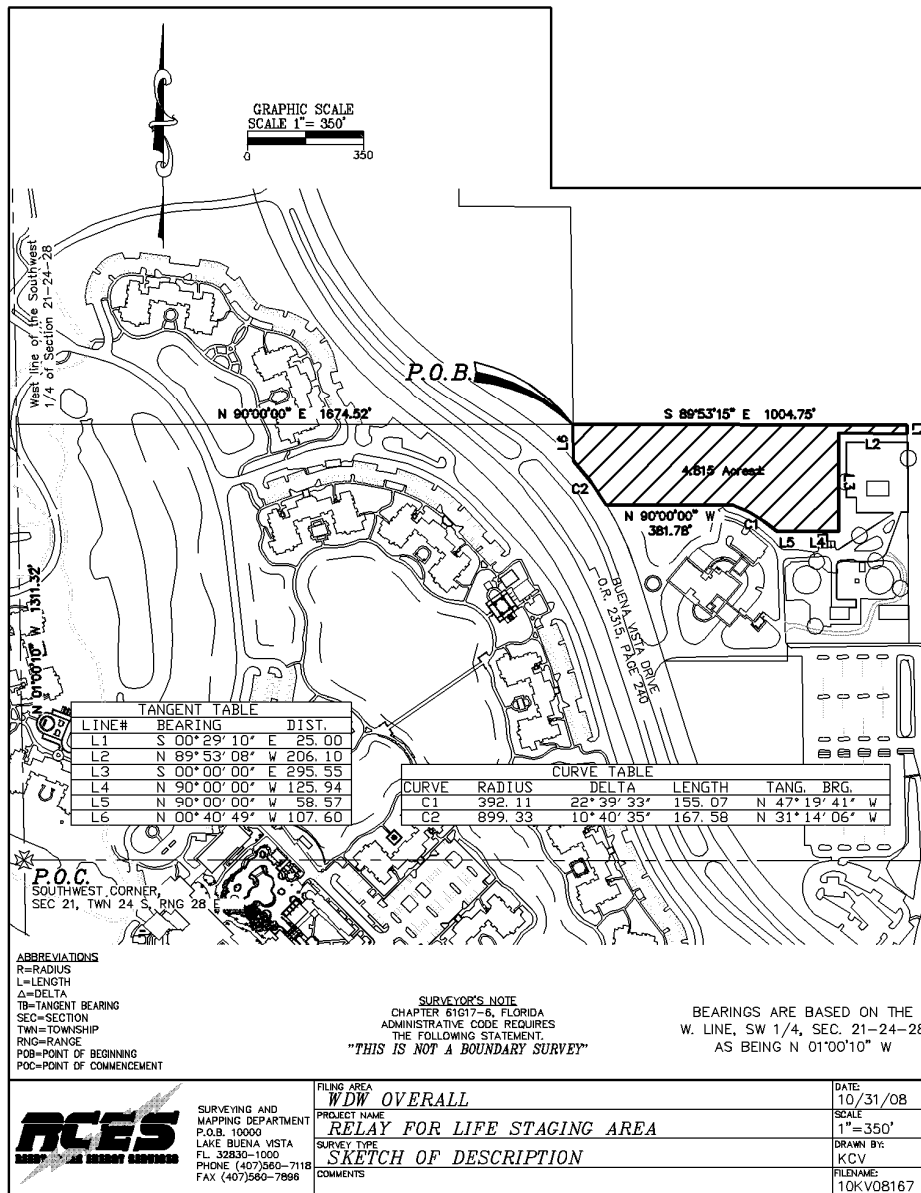 GRAPHIC SCALE
SCALE 1"= 350'
0 350
West line of the Southwest
1/4 of Section 21-24-28
P.O.B.
N 90°00'00" E 1674.52'
S 89°53'15" E 1004.75'
L6
L2
L1
L3
4.815 Acres±
C2
N 90°00'00" W
381.78'
C1
L5 L4
BUENA VISTA DRIVE
O.R. 2315, PAGE 240
N 01°00'10" W 1311.32'
TANGENT TABLE
LINE# BEARING DIST.
L1 S 00°29'10" E 25.00
L2 N 89°53'08" W 206.10
L3 S 00°00'00" E 295.55
L4 N 90°00'00" W 125.94
L5 N 90°00'00" W 58.57
L6 N 00°40'49" W 107.60
CURVE TABLE
CURVE RADIUS DELTA LENGTH TANG. BRG.
C1 392.11 22°39'33" 155.07 N 47°19'41" W
C2 899.33 10°40'35" 167.58 N 31°14'06" W
P.O.C.
SOUTHWEST CORNER,
SEC 21, TWN 24 S, RNG 28 E
ABBREVIATIONS
R=RADIUS
L=LENGTH
Δ=DELTA
TB=TANGENT BEARING
SEC=SECTION
TWN=TOWNSHIP
RNG=RANGE
POB=POINT OF BEGINNING
POC=POINT OF COMMENCEMENT
SURVEYOR'S NOTE
CHAPTER 61G17-6, FLORIDA
ADMINISTRATIVE CODE REQUIRES
THE FOLLOWING STATEMENT.
"THIS IS NOT A BOUNDARY SURVEY"
BEARINGS ARE BASED ON THE
W. LINE, SW 1/4, SEC. 21-24-28
AS BEING N 01°00'10" W
RCES
REEDY CREEK ENERGY SERVICES
SURVEYING AND
MAPPING DEPARTMENT
P.O.B. 10000
LAKE BUENA VISTA
FL. 32830-1000
PHONE (407)560-7118
FAX (407)560-7896
FILING AREA
WDW OVERALL
PROJECT NAME
RELAY FOR LIFE STAGING AREA
SURVEY TYPE
SKETCH OF DESCRIPTION
COMMENTS
DATE:
10/31/08
SCALE
1"=350'
DRAWN BY:
KCV
FILENAME:
10KV08167